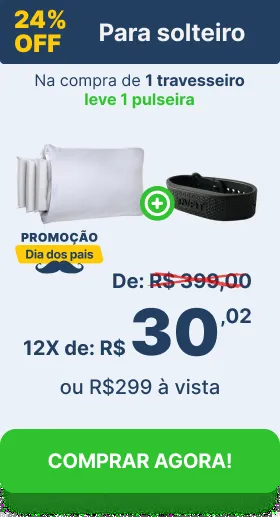 24%
OFF
Para solteiro
Na compra de 1 travesseiro
leve 1 pulseira
PROMOÇÃO
Dia dos pais
De: R$ 399,00
12X de: R$ 30,02
ou R$299 à vista
COMPRAR AGORA!